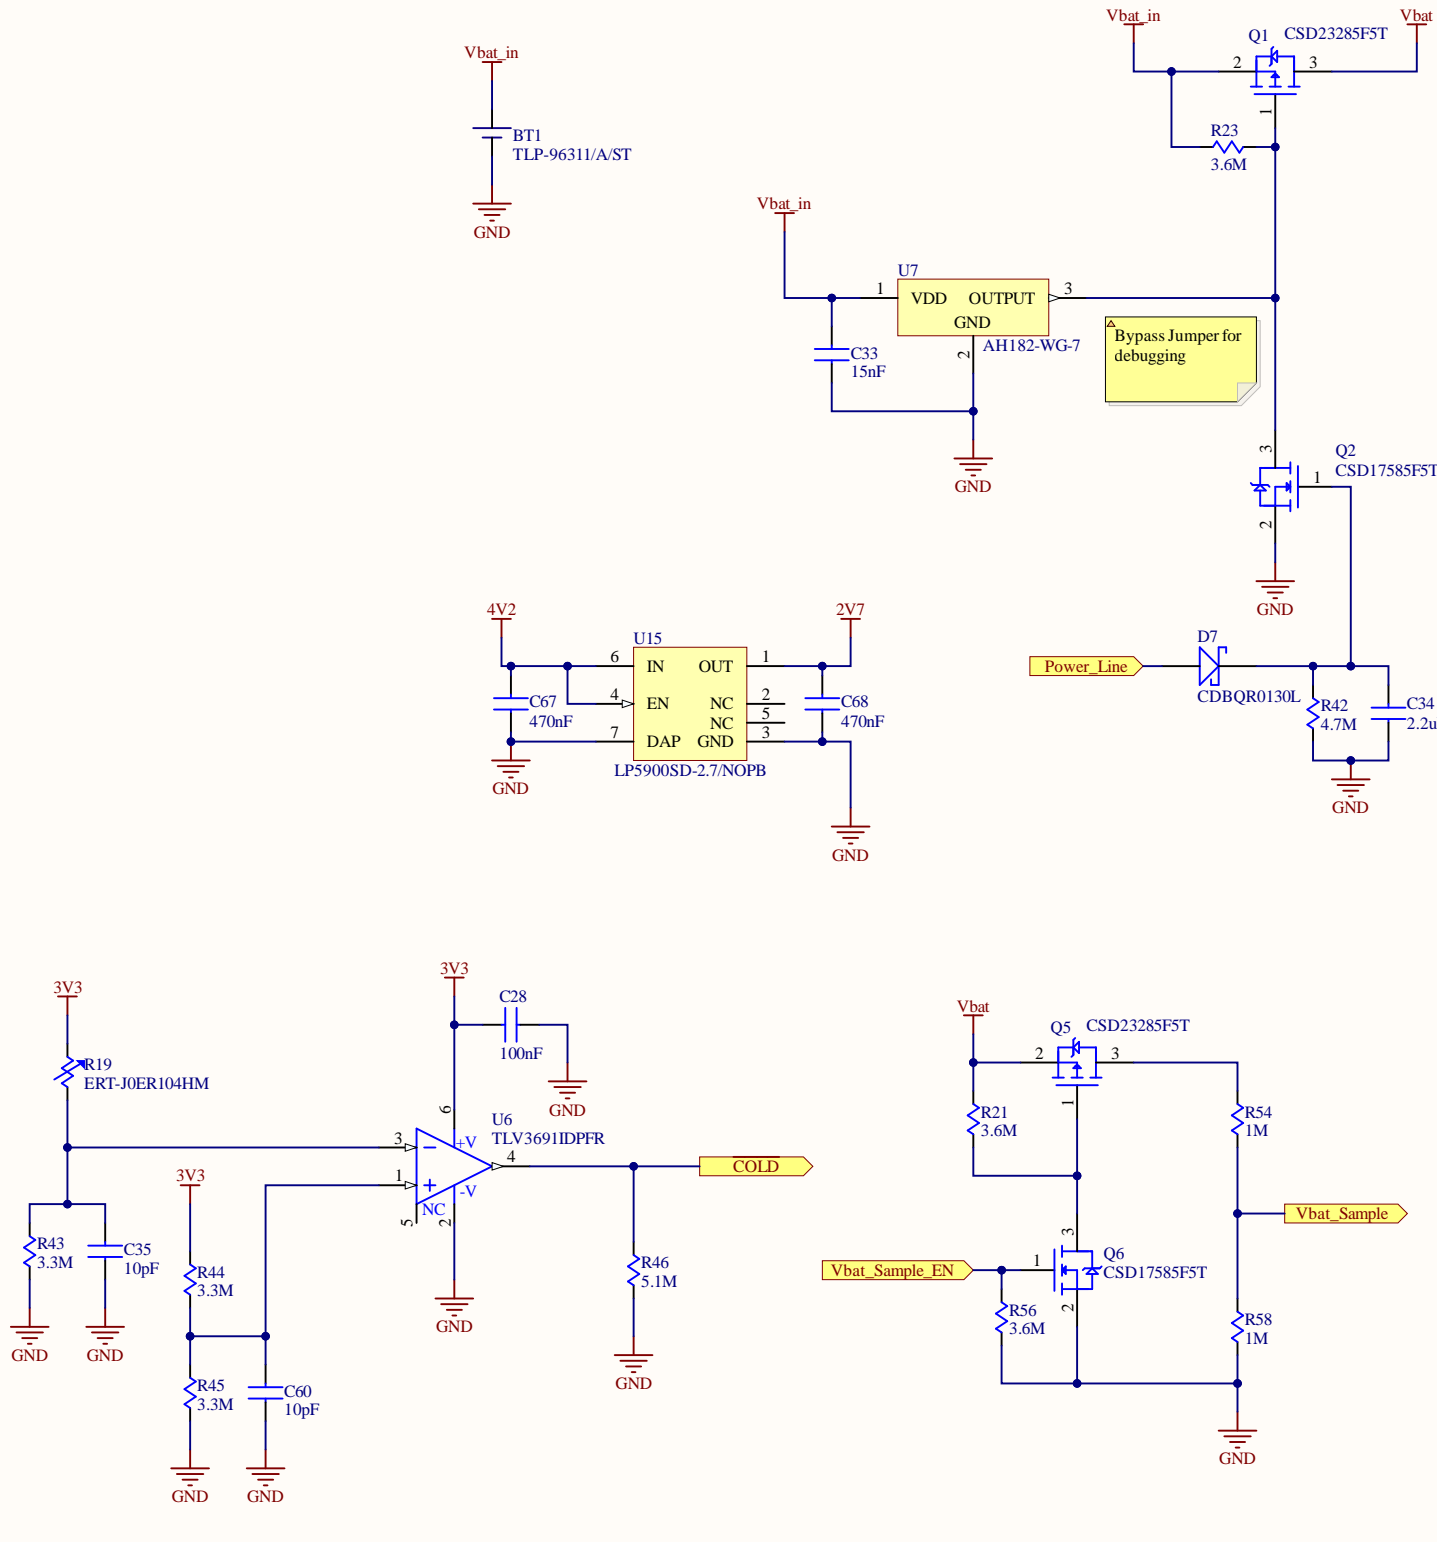 Vbat_in
BT1
TLP-96311/A/ST
GND
Vbat_in
Vbat
Q1
CSD23285F5T
2
3
1
R23
3.6M
Vbat_in
U7
1
VDD
OUTPUT
3
GND
AH182-WG-7
2
C33
15nF
GND
Bypass Jumper for
debugging
3
Q2
CSD17585F5T
1
2
GND
4V2
2V7
U15
6
IN
OUT
1
4
EN
NC
2
NC
5
7
DAP
GND
3
C67
470nF
C68
470nF
LP5900SD-2.7/NOPB
GND
GND
Power_Line
D7
CDBQR0130L
R42
4.7M
C34
2.2u
GND
3V3
R19
ERT-J0ER104HM
3V3
C28
100nF
GND
6
U6
TLV3691IDPFR
3
+V
4
1
-V
NC
5
2
COLD
R43
3.3M
C35
10pF
GND
GND
3V3
R44
3.3M
R45
3.3M
C60
10pF
GND
GND
GND
R46
5.1M
GND
Vbat
Q5
CSD23285F5T
2
3
1
R21
3.6M
R54
1M
Vbat_Sample
Vbat_Sample_EN
3
1
Q6
CSD17585F5T
2
R56
3.6M
R58
1M
GND